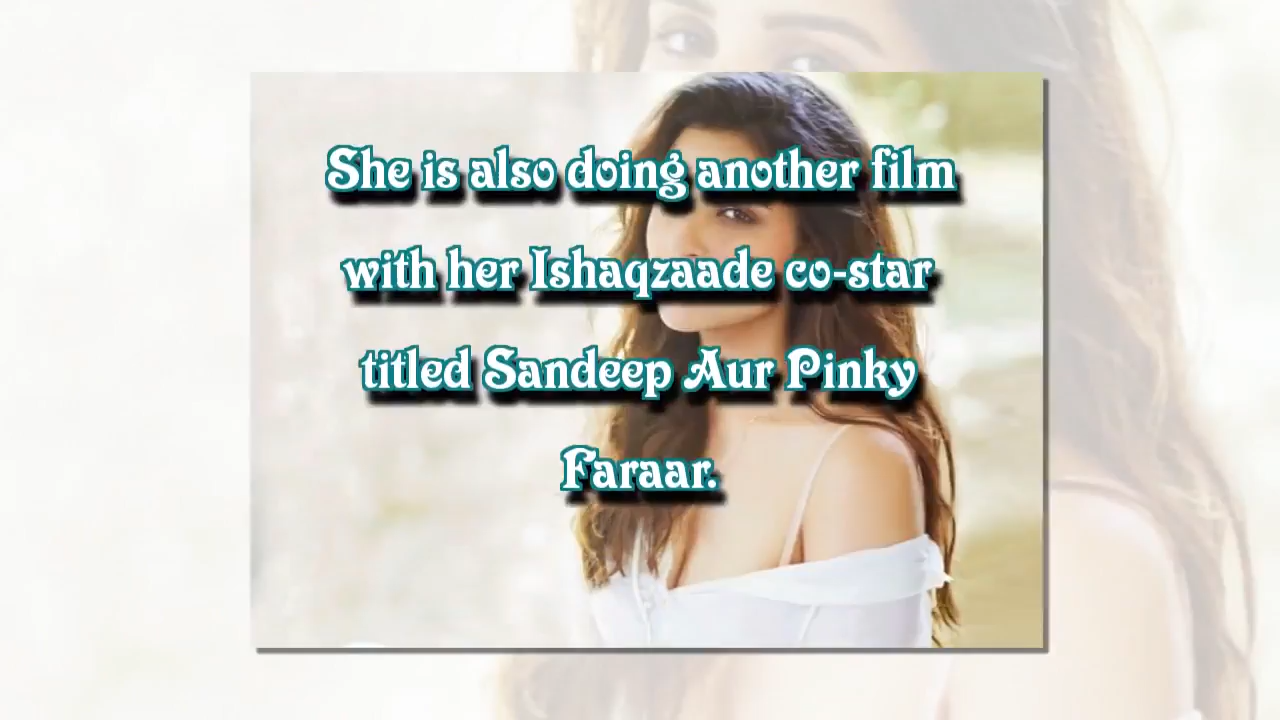 She is also doing another film
with her Ishaqzaade co-star
titled Sandeep Aur Pinky
Faraar.